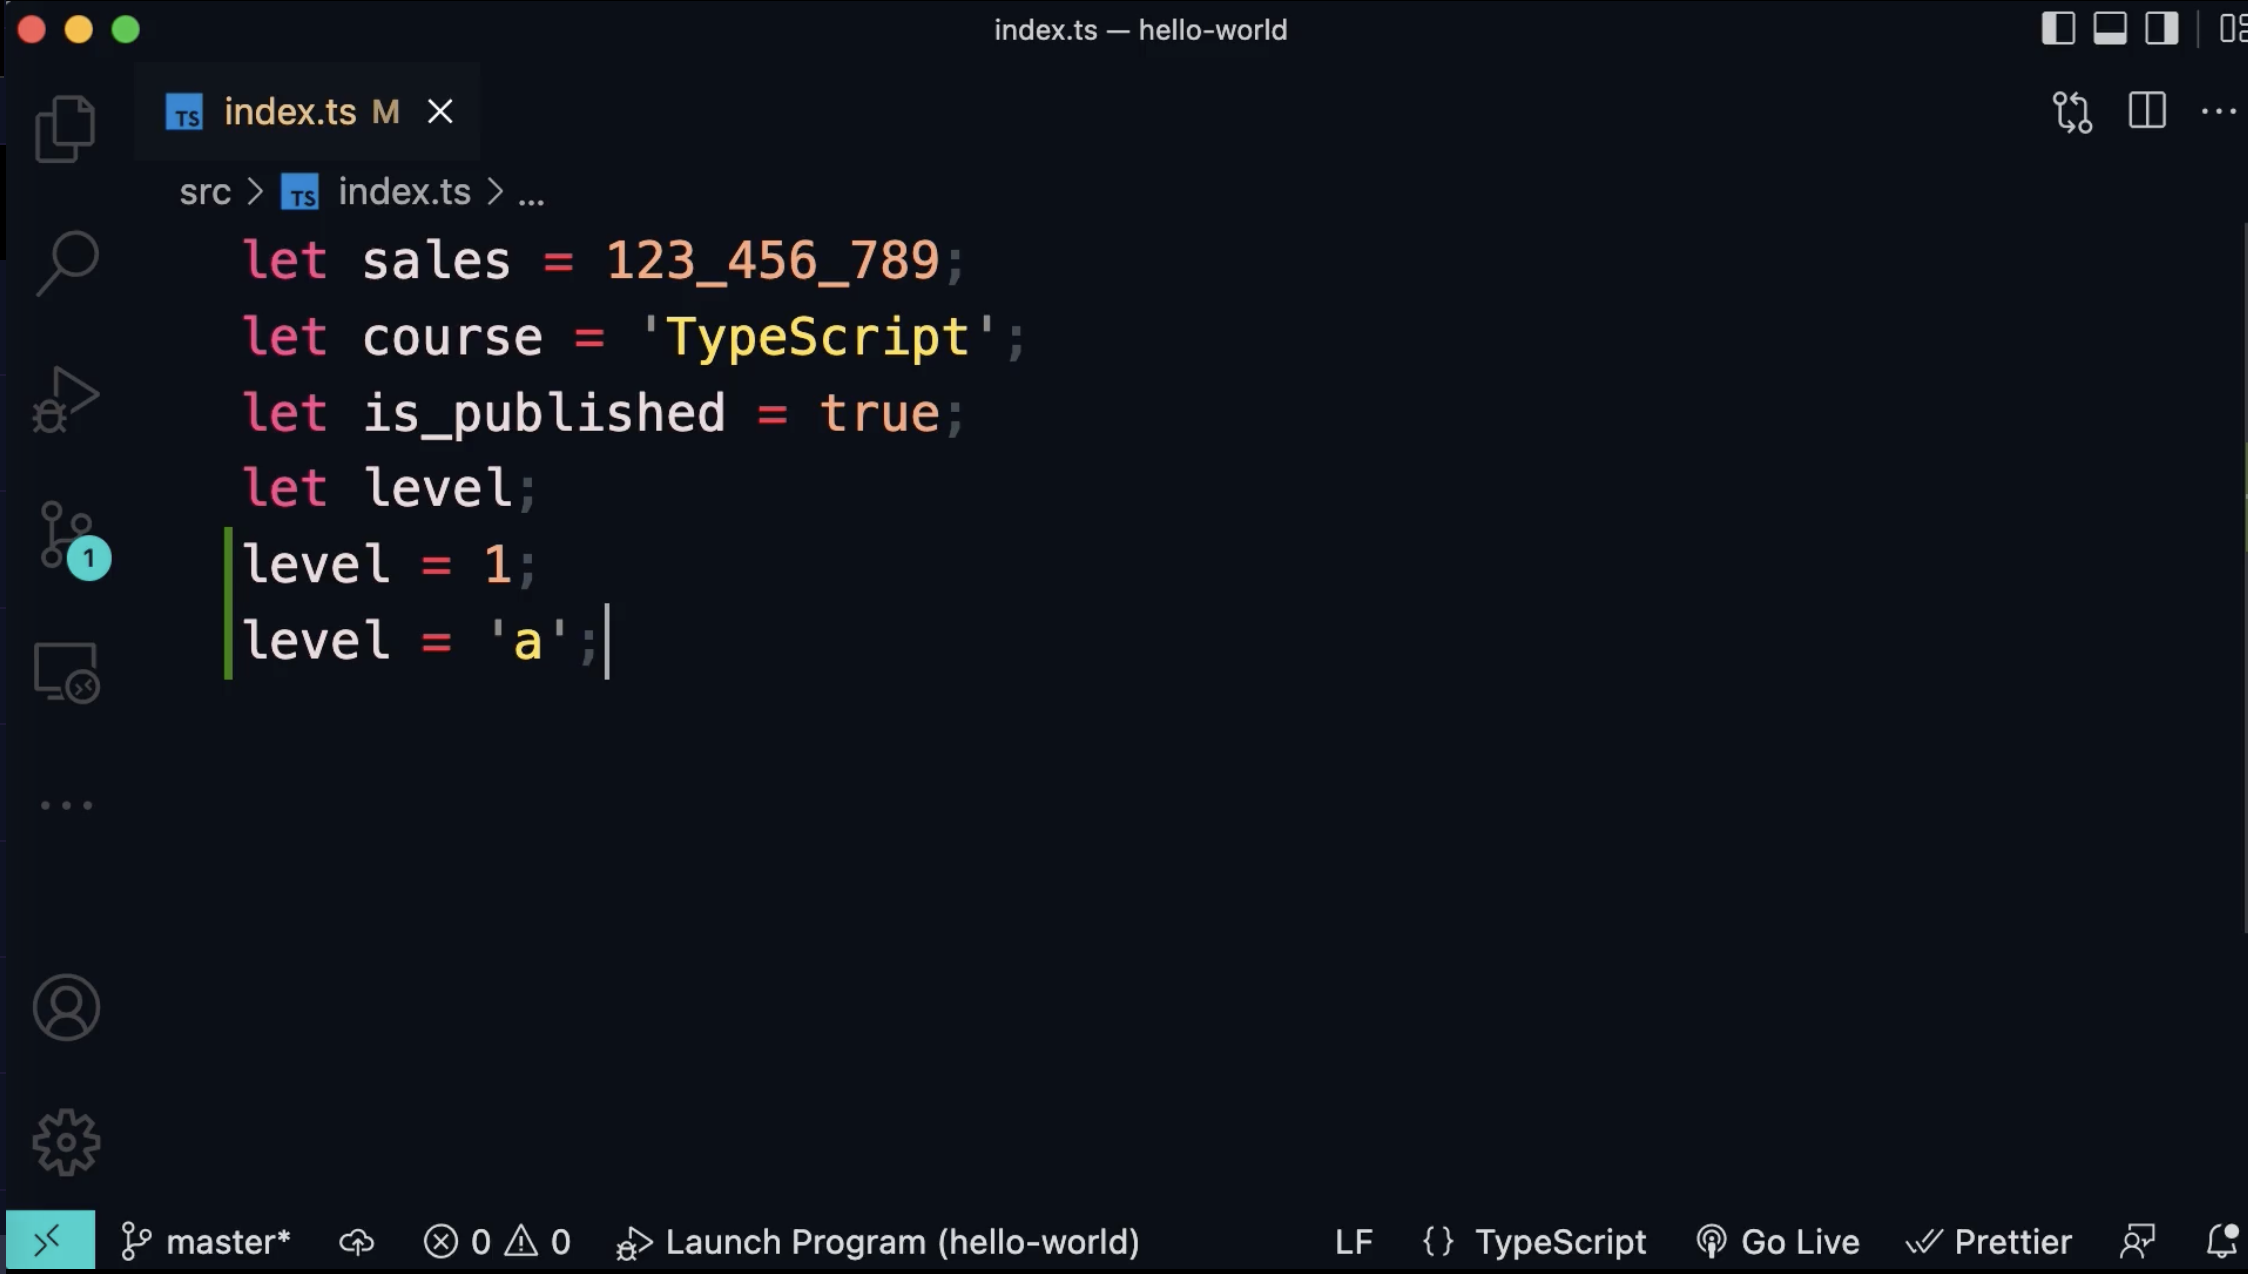 index.ts — hello-world
TS index.ts M
src > TS index.ts > ...
let sales = 123_456_789;
let course = 'TypeScript';
let is_published = true;
let level;
level = 1;
level = 'a';
1
master* 0 0 Launch Program (hello-world) LF {} TypeScript Go Live Prettier